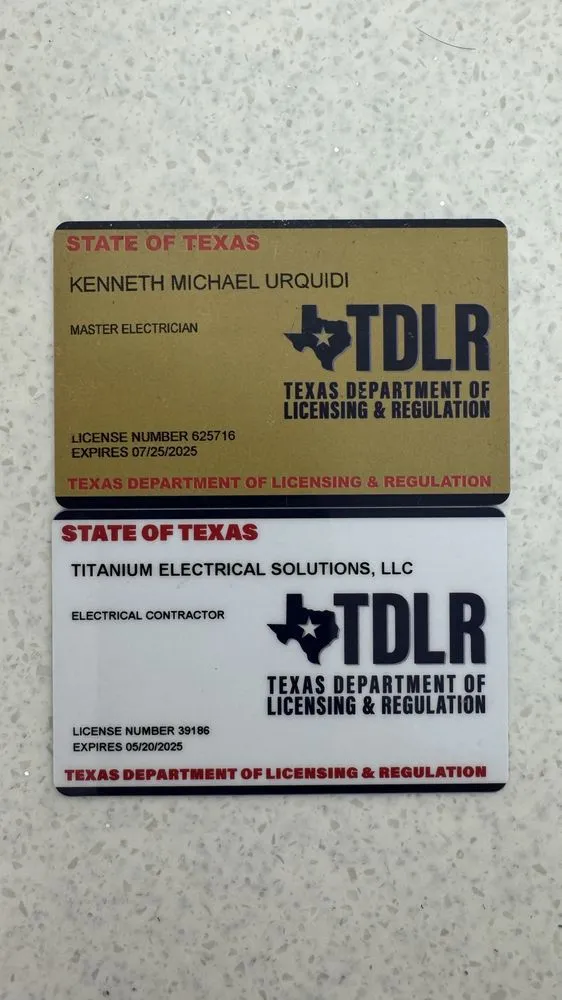 STATE OF TEXAS
KENNETH MICHAEL URQUIDI
MASTER ELECTRICIAN
TDLR
TEXAS DEPARTMENT OF
LICENSING & REGULATION
LICENSE NUMBER 625716
EXPIRES 07/25/2025
TEXAS DEPARTMENT OF LICENSING & REGULATION
STATE OF TEXAS
TITANIUM ELECTRICAL SOLUTIONS, LLC
ELECTRICAL CONTRACTOR
TDLR
TEXAS DEPARTMENT OF
LICENSING & REGULATION
LICENSE NUMBER 39186
EXPIRES 05/20/2025
TEXAS DEPARTMENT OF LICENSING & REGULATION